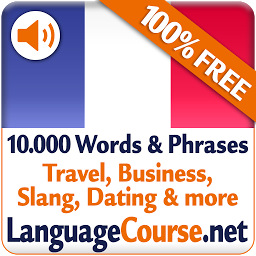 100% FREE
10.000 Words & Phrases
Travel, Business,
Slang, Dating & more
LanguageCourse.net